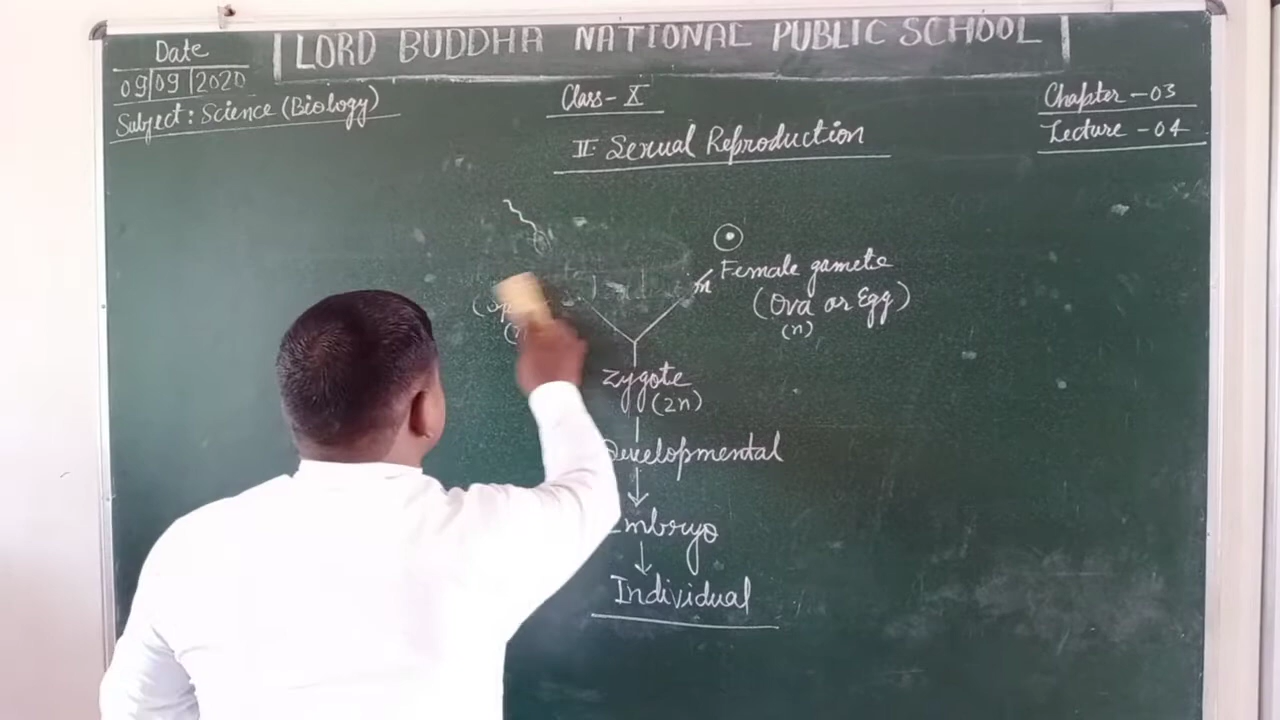 LORD BUDDHA NATIONAL PUBLIC SCHOOL
Date
09/09/2020
Subject: Science (Biology)
Class- X
Chapter -03
Lecture -04
II. Sexual Reproduction
Female gamete
(Ova or Egg)
(n)
Zygote
(2n)
Developmental
Embryo
Individual